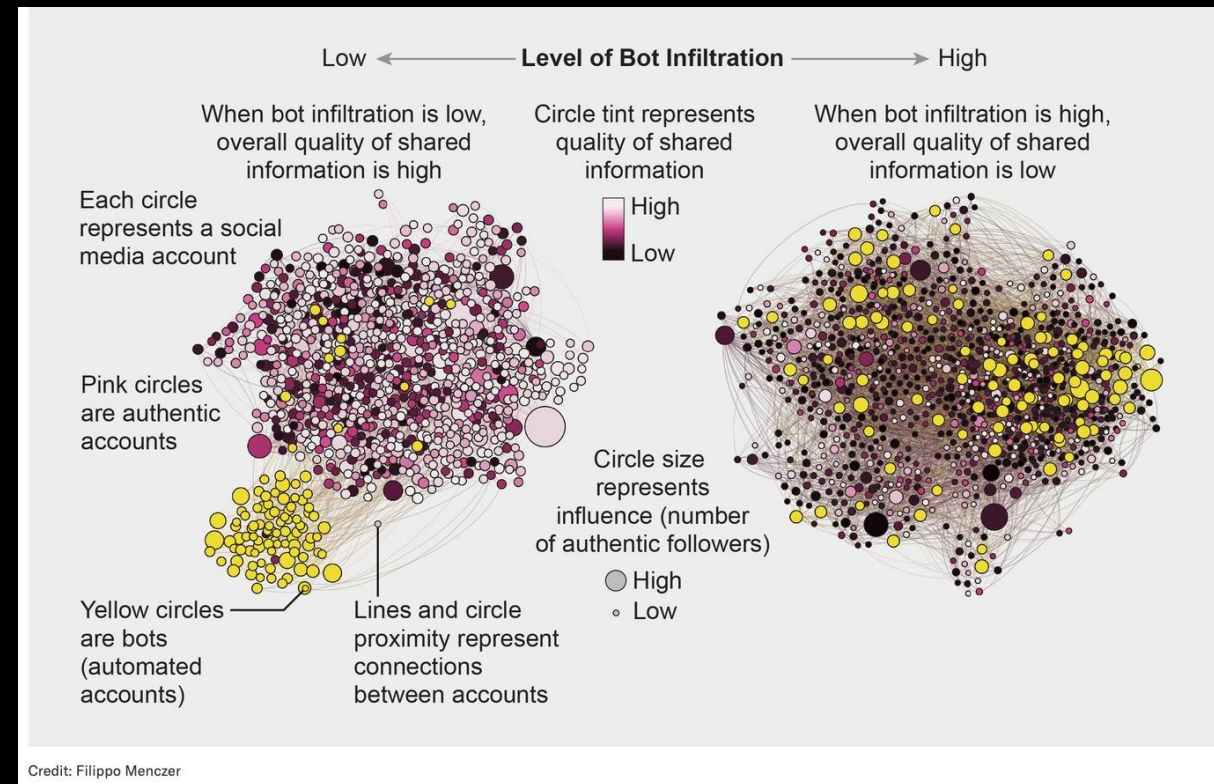 Low Level of Bot Infiltration High
When bot infiltration is low,
overall quality of shared
information is high
Circle tint represents
quality of shared
information
High
Low
When bot infiltration is high,
overall quality of shared
information is low
Each circle
represents a social
media account
Pink circles
are authentic
accounts
Circle size
represents
influence (number
of authentic followers)
High
Low
Yellow circles
are bots
(automated
accounts)
Lines and circle
proximity represent
connections
between accounts
Credit: Filippo Menczer